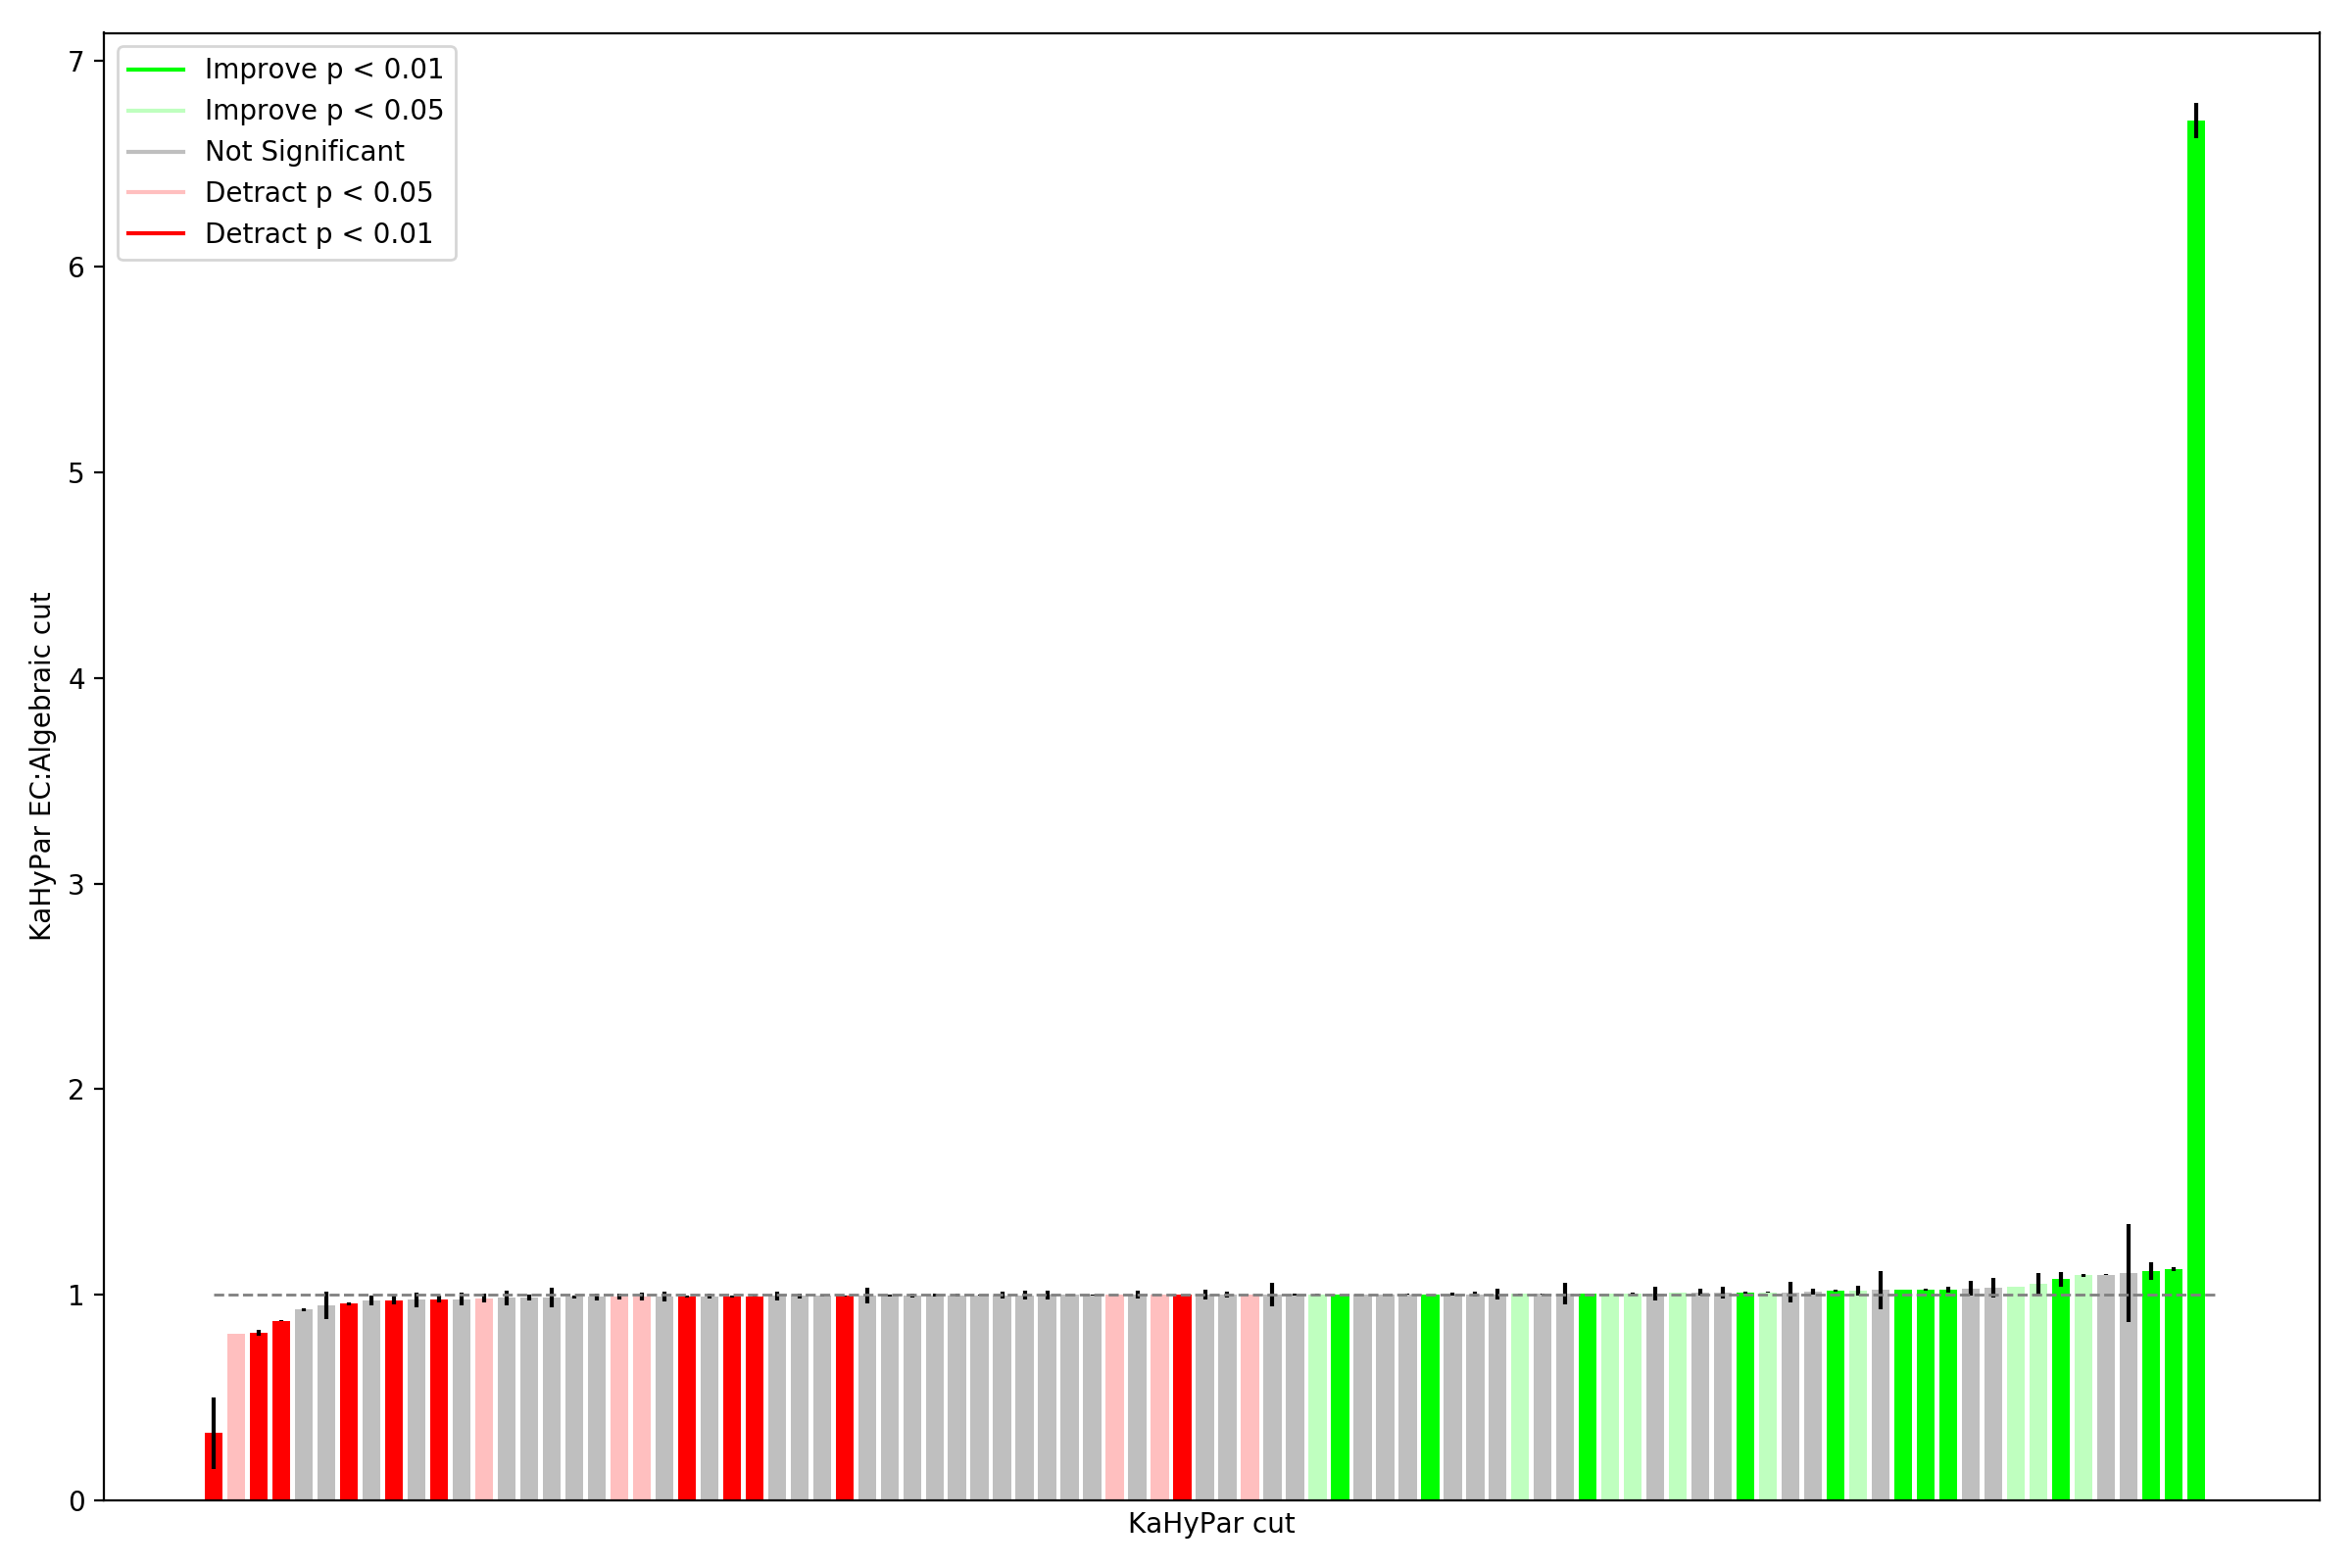 Improve p < 0.01
Improve p < 0.05
Not Significant
Detract p < 0.05
Detract p < 0.01
7
6
5
4
3
2
1
0
KaHyPar EC:Algebraic cut
KaHyPar cut